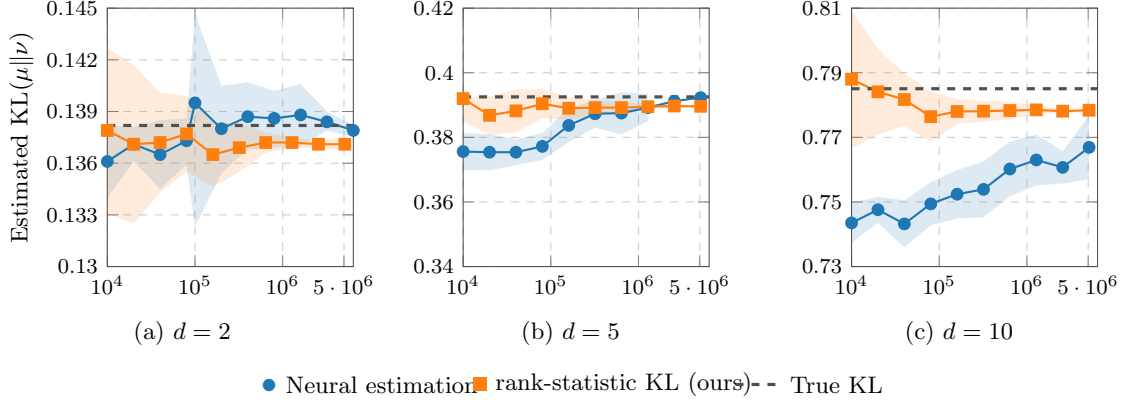 Estimated KL(μ||ν)
0.145
0.142
0.139
0.136
0.133
0.13
10^4 10^5 10^6 5 · 10^6
(a) d = 2
0.42
0.4
0.38
0.36
0.34
10^4 10^5 10^6 5 · 10^6
(b) d = 5
0.81
0.79
0.77
0.75
0.73
10^4 10^5 10^6 5 · 10^6
(c) d = 10
Neural estimation rank-statistic KL (ours) True KL